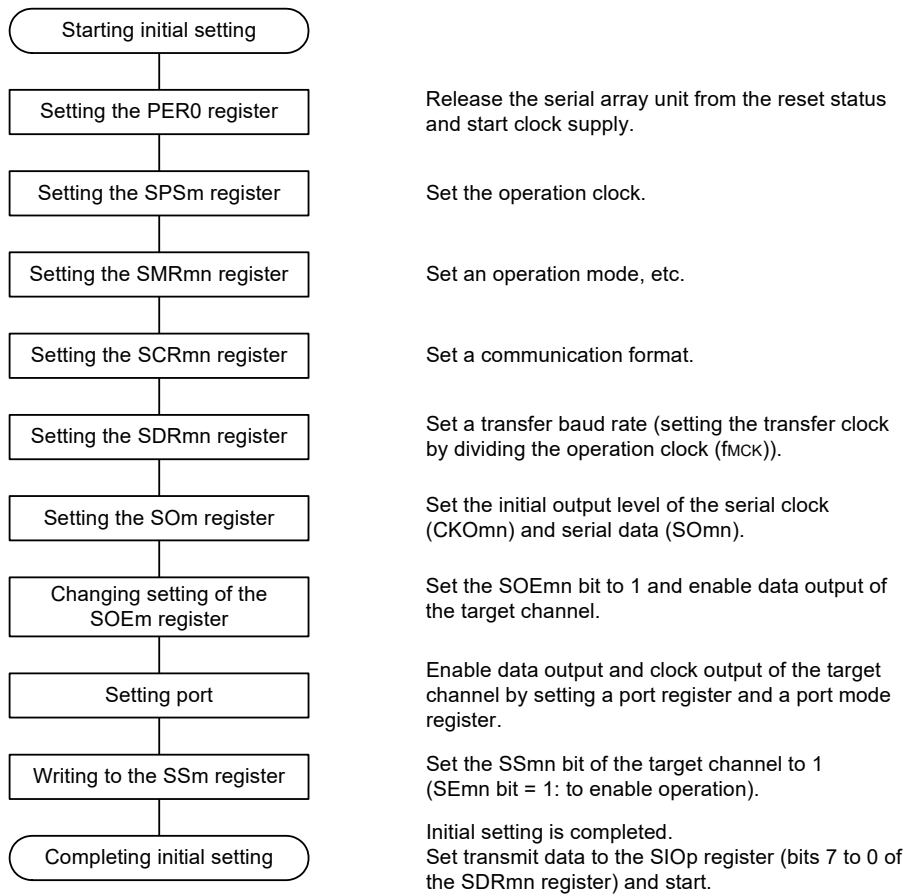 Starting initial setting
Setting the PER0 register
Release the serial array unit from the reset status
and start clock supply.
Setting the SPSm register
Set the operation clock.
Setting the SMRmn register
Set an operation mode, etc.
Setting the SCRmn register
Set a communication format.
Setting the SDRmn register
Set a transfer baud rate (setting the transfer clock
by dividing the operation clock (fMCK)).
Setting the SOm register
Set the initial output level of the serial clock
(CKOmn) and serial data (SOmn).
Changing setting of the
SOEm register
Set the SOEmn bit to 1 and enable data output of
the target channel.
Setting port
Enable data output and clock output of the target
channel by setting a port register and a port mode
register.
Writing to the SSm register
Set the SSmn bit of the target channel to 1
(SEmn bit = 1: to enable operation).
Completing initial setting
Initial setting is completed.
Set transmit data to the SIOp register (bits 7 to 0 of
the SDRmn register) and start.